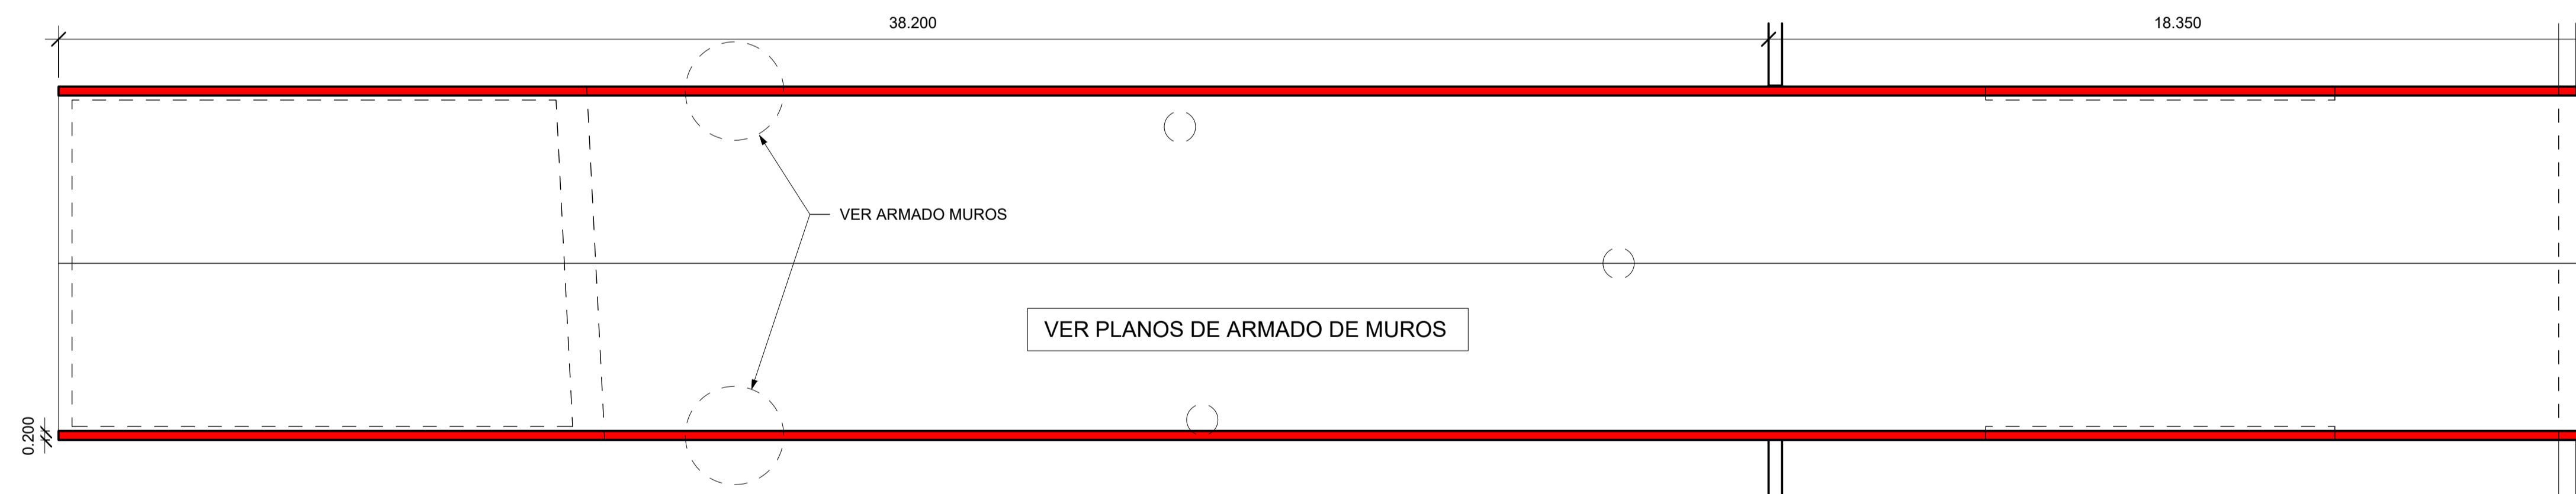 38.200
18.350
VER ARMADO MUROS
VER PLANOS DE ARMADO DE MUROS
0.200